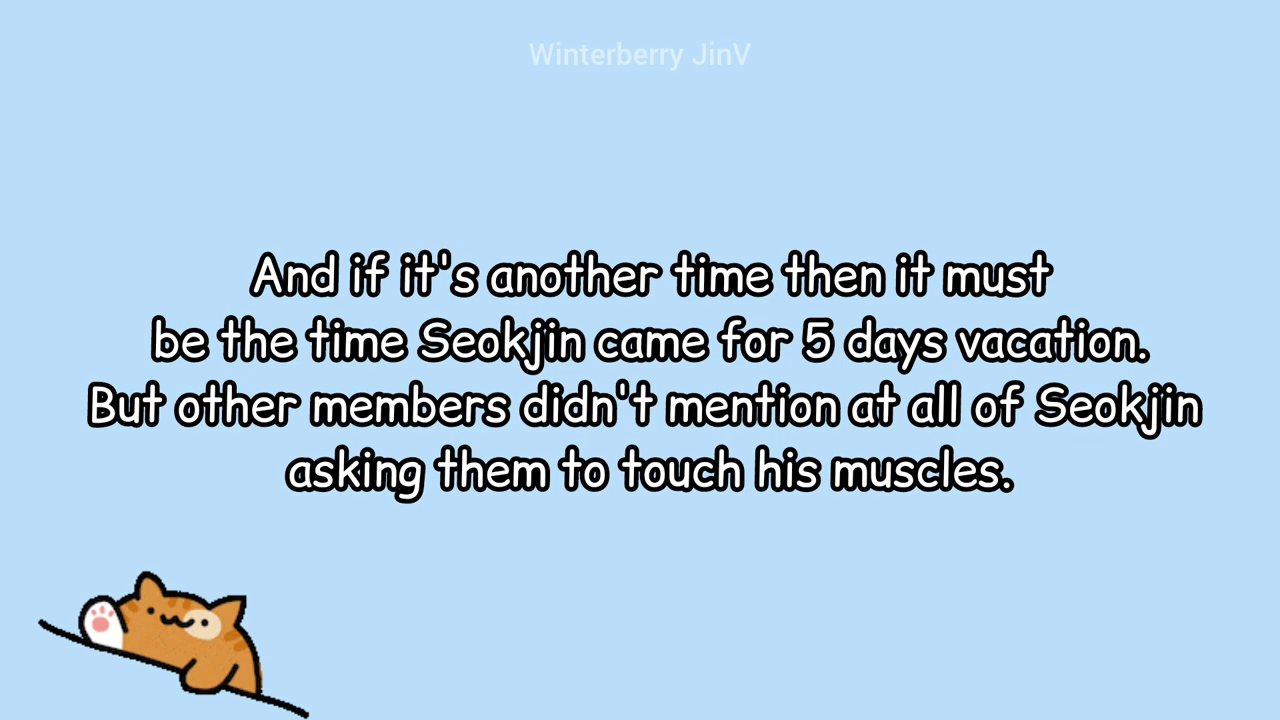 Winterberry JinV
And if it's another time then it must
be the time Seokjin came for 5 days vacation.
But other members didn't mention at all of Seokjin
asking them to touch his muscles.